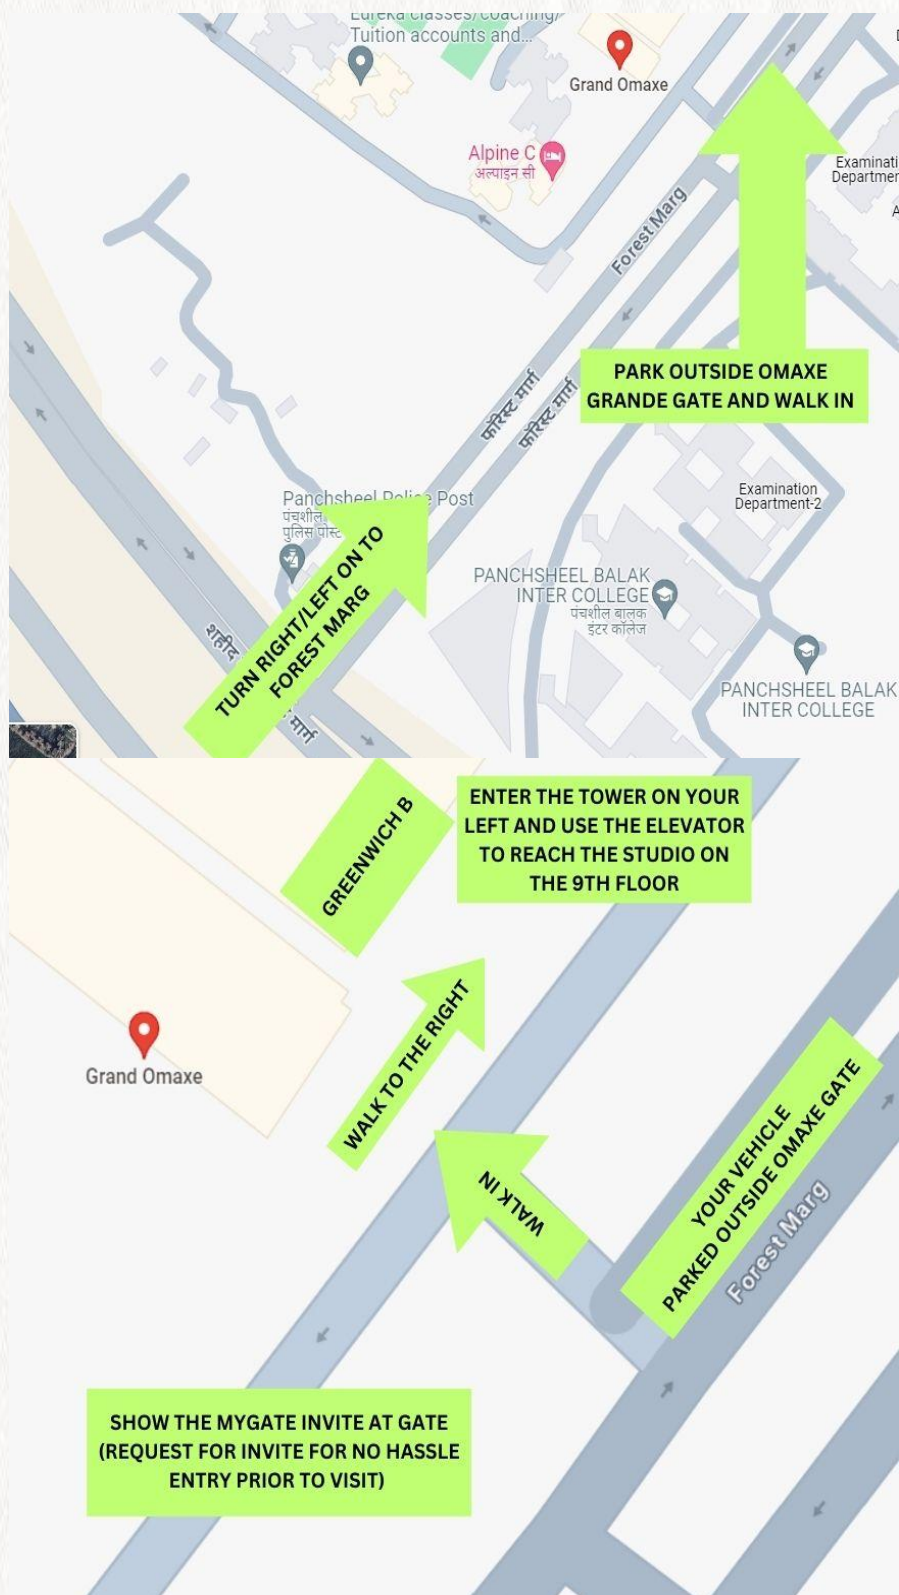 Eureka classes/coaching/
Tuition accounts and...
Grand Omaxe
Alpine C
अल्पाइन सी
Examinati
Departmen
Forest Marg
PARK OUTSIDE OMAXE
GRANDE GATE AND WALK IN
फॉरेस्ट मार्ग
फॉरेस्ट मार्ग
Examination
Department-2
Panchsheel Police Post
पंचशील
पुलिस पोस्ट
TURN RIGHT/LEFT ON TO
FOREST MARG
PANCHSHEEL BALAK
INTER COLLEGE
पंचशील बालक
इंटर कॉलेज
शहीद
मार्ग
PANCHSHEEL BALAK
INTER COLLEGE
GREENWICH B
ENTER THE TOWER ON YOUR
LEFT AND USE THE ELEVATOR
TO REACH THE STUDIO ON
THE 9TH FLOOR
WALK TO THE RIGHT
Grand Omaxe
WALK IN
YOUR VEHICLE
PARKED OUTSIDE OMAXE GATE
Forest Marg
SHOW THE MYGATE INVITE AT GATE
(REQUEST FOR INVITE FOR NO HASSLE
ENTRY PRIOR TO VISIT)